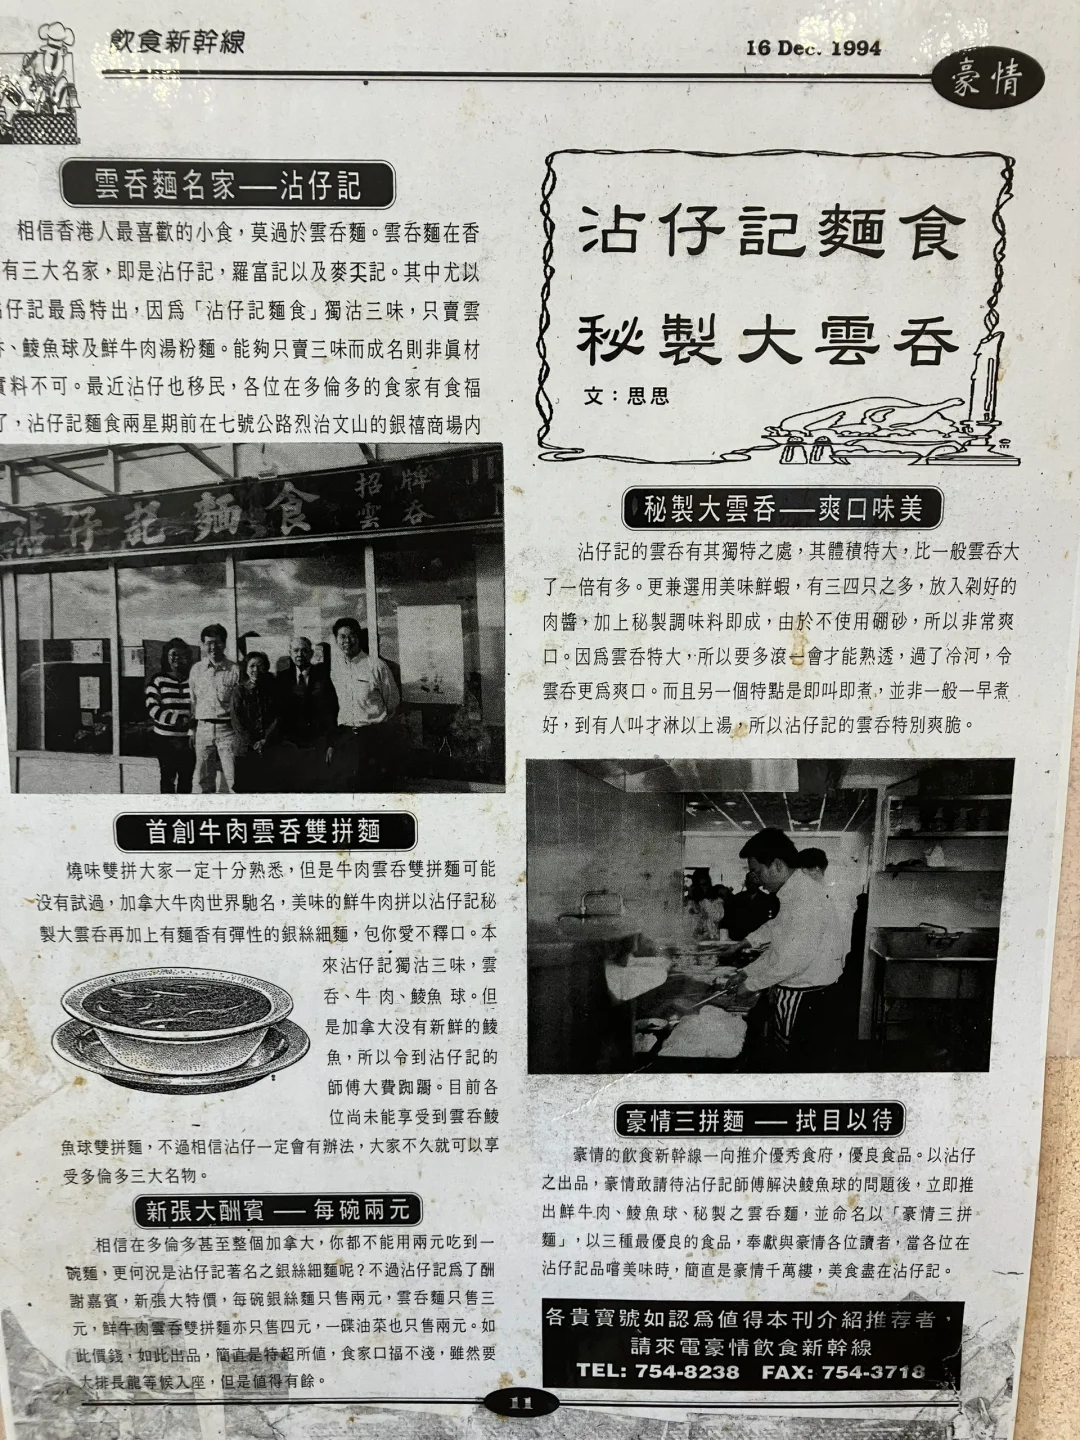 飲食新幹線
16 Dec. 1994
豪情
沾仔記麵食
秘製大雲吞
文：思思
雲吞麵名家──沾仔記
相信香港人最喜歡的小食，莫過於雲吞麵。雲吞麵在香
有三大名家，即是沾仔記，羅富記以及麥奀記。其中尤以
仔記最爲特出，因爲「沾仔記麵食」獨沽三味，只賣雲
、鯪魚球及鮮牛肉湯粉麵。能夠只賣三味而成名則非眞材
實料不可。最近沾仔也移民，各位在多倫多的食家有食福
了，沾仔記麵食兩星期前在七號公路烈治文山的銀禧商場内
沾仔記麵食
招牌
雲吞
首創牛肉雲吞雙拼麵
燒味雙拼大家一定十分熟悉，但是牛肉雲吞雙拼麵可能
没有試過，加拿大牛肉世界馳名，美味的鮮牛肉拼以沾仔記秘
製大雲吞再加上有麵香有彈性的銀絲細麵，包你愛不釋口。本
來沾仔記獨沽三味，雲
吞、牛肉、鯪魚球。但
是加拿大没有新鮮的鯪
魚，所以令到沾仔記的
師傅大費踟躕。目前各
位尚未能享受到雲吞鯪
魚球雙拼麵，不過相信沾仔一定會有辦法，大家不久就可以享
受多倫多三大名物。
新張大酬賓 ── 每碗兩元
相信在多倫多甚至整個加拿大，你都不能用兩元吃到一
碗麵，更何況是沾仔記著名之銀絲細麵呢？不過沾仔記爲了酬
謝嘉賓，新張大特價，每碗銀絲麵只售兩元，雲吞麵只售三
元，鮮牛肉雲吞雙拼麵亦只售四元，一碟油菜也只售兩元。如
此價錢，如此出品，簡直是特超所値，食家口福不淺，雖然要
大排長龍等候入座，但是値得有餘。
秘製大雲吞──爽口味美
沾仔記的雲吞有其獨特之處，其體積特大，比一般雲吞大
了一倍有多。更兼選用美味鮮蝦，有三四只之多，放入剁好的
肉醬，加上秘製調味料即成，由於不使用硼砂，所以非常爽
口。因爲雲吞特大，所以要多滾一會才能熟透，過了冷河，令
雲吞更爲爽口。而且另一個特點是即叫即煮，並非一般一早煮
好，到有人叫才淋以上湯，所以沾仔記的雲吞特別爽脆。
豪情三拼麵 ── 拭目以待
豪情的飲食新幹線一向推介優秀食府，優良食品。以沾仔
之出品，豪情敢請待沾仔記師傅解決鯪魚球的問題後，立即推
出鮮牛肉、鯪魚球、秘製之雲吞麵，並命名以「豪情三拼
麵」，以三種最優良的食品，奉獻與豪情各位讀者，當各位在
沾仔記品嚐美味時，簡直是豪情千萬縷，美食盡在沾仔記。
各貴寶號如認爲値得本刊介紹推荐者，
請來電豪情飲食新幹線
TEL: 754-8238 FAX: 754-3718
11